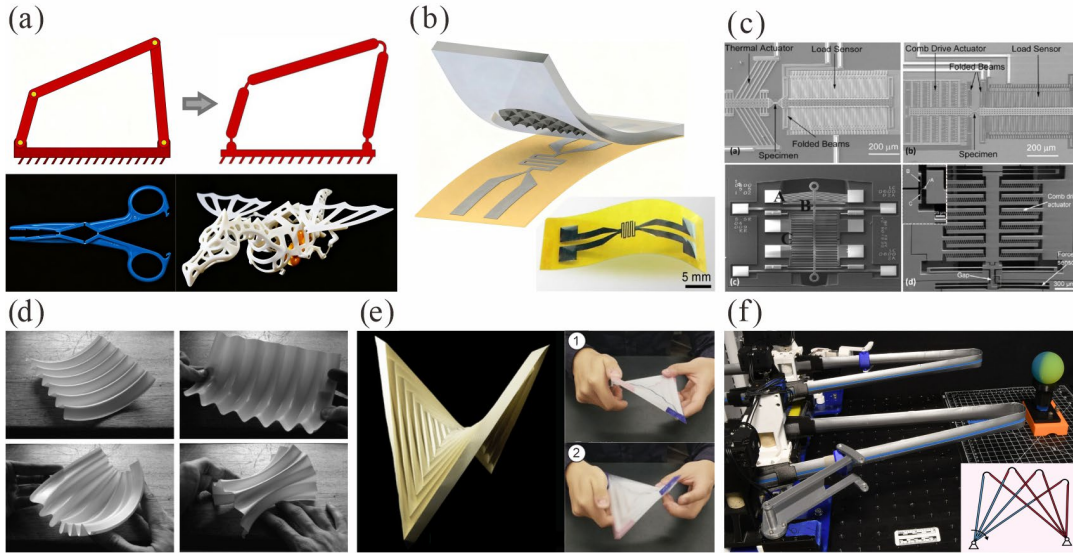 (a)
(b)
5 mm
(c)
Thermal Actuator
Load Sensor
Folded Beams
Specimen
(a)
200 μm
Comb Drive Actuator
Load Sensor
Folded
Beams
Specimen
(b)
200 μm
A
B
(c)
Comb drive
actuator
Force
sensor
Gap
(d)
300 μm
(d)
(e)
1
2
(f)